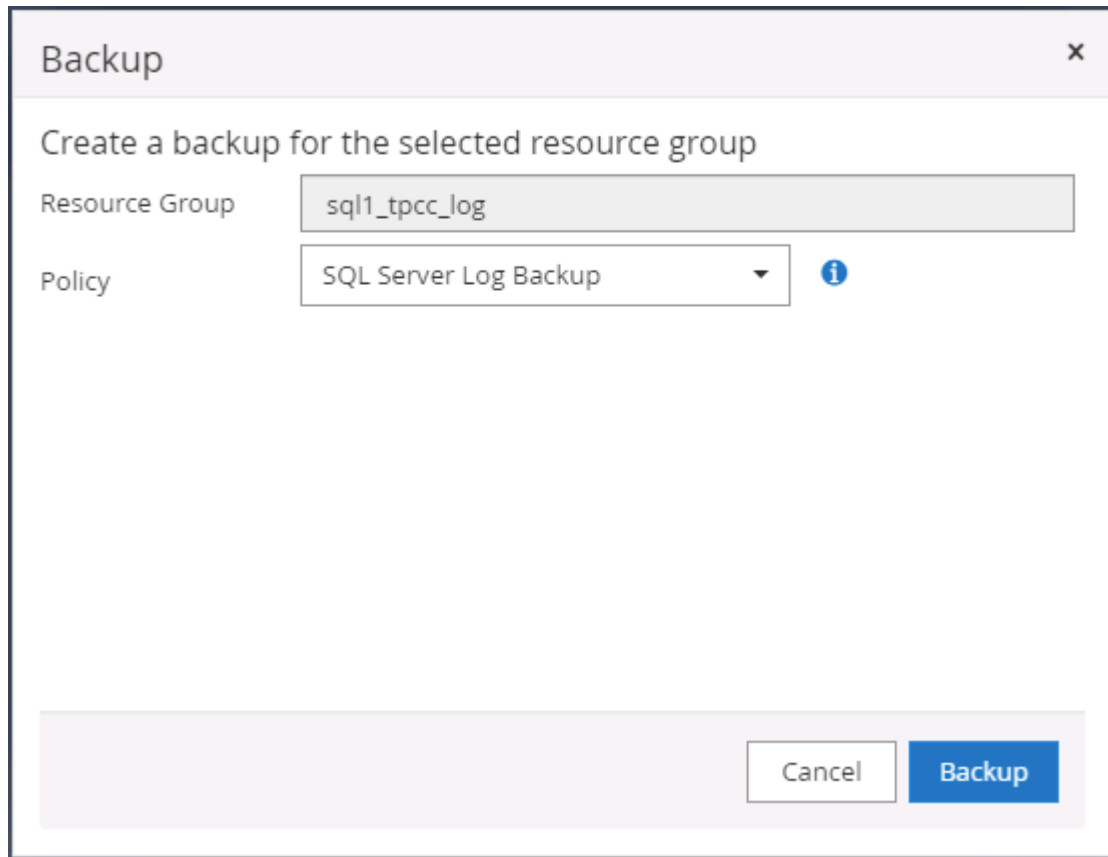 Backup
Create a backup for the selected resource group
Resource Group sql1_tpcc_log
Policy SQL Server Log Backup
Cancel Backup